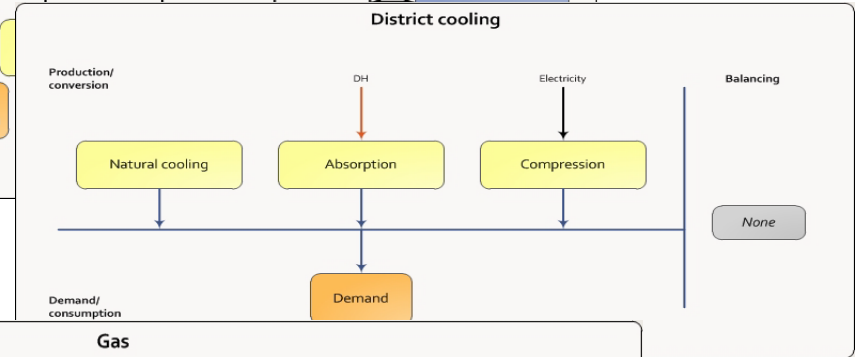 District cooling
Production/
conversion
DH
Electricity
Balancing
Natural cooling
Absorption
Compression
None
Demand
Demand/
consumption
Gas